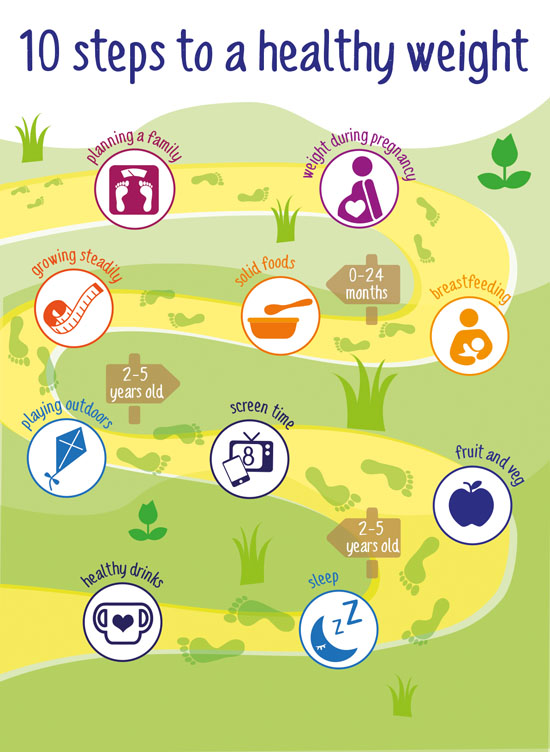 10 steps to a healthy weight
planning a family
weight during pregnancy
growing steadily
solid foods
0-24
months
breastfeeding
2-5
years old
playing outdoors
screen time
8
fruit and veg
2-5
years old
healthy drinks
sleep
z z Z